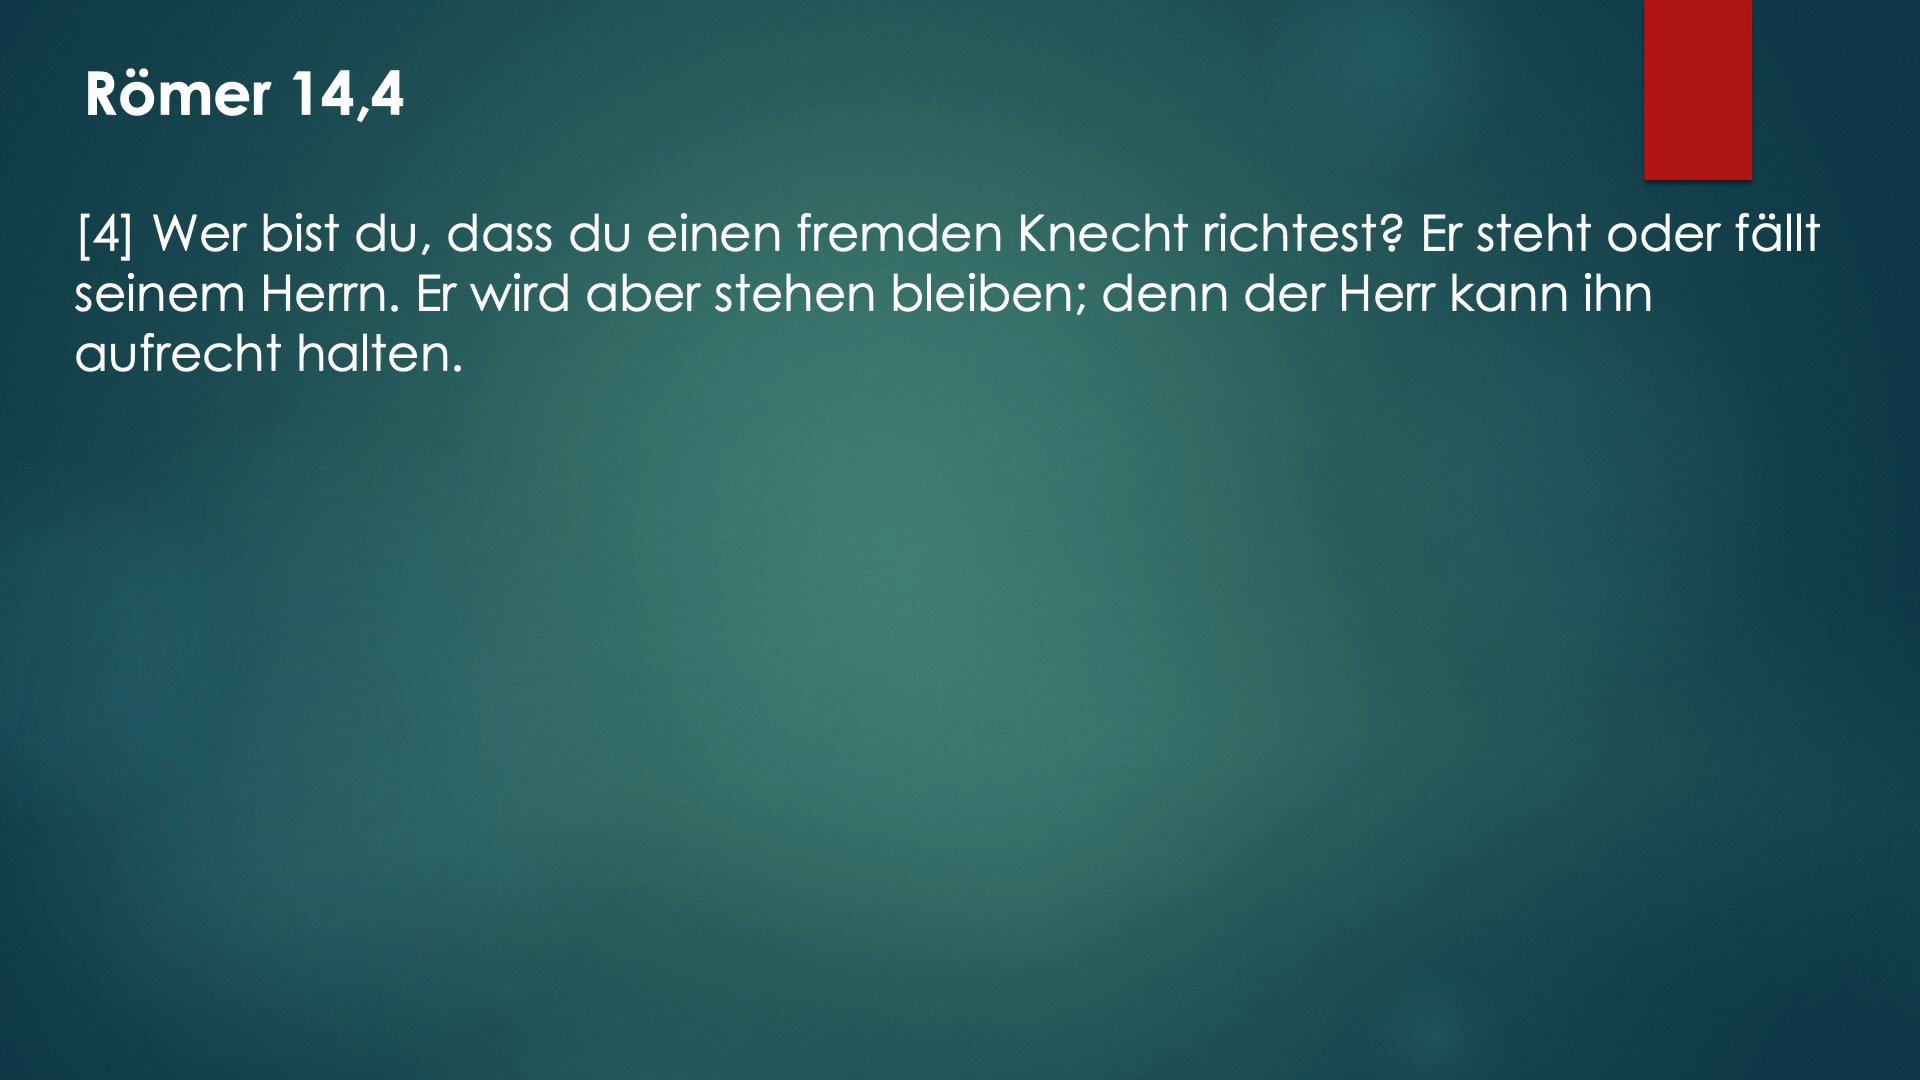 Römer 14,4
[4] Wer bist du, dass du einen fremden Knecht richtest? Er steht oder fällt
seinem Herrn. Er wird aber stehen bleiben; denn der Herr kann ihn
aufrecht halten.